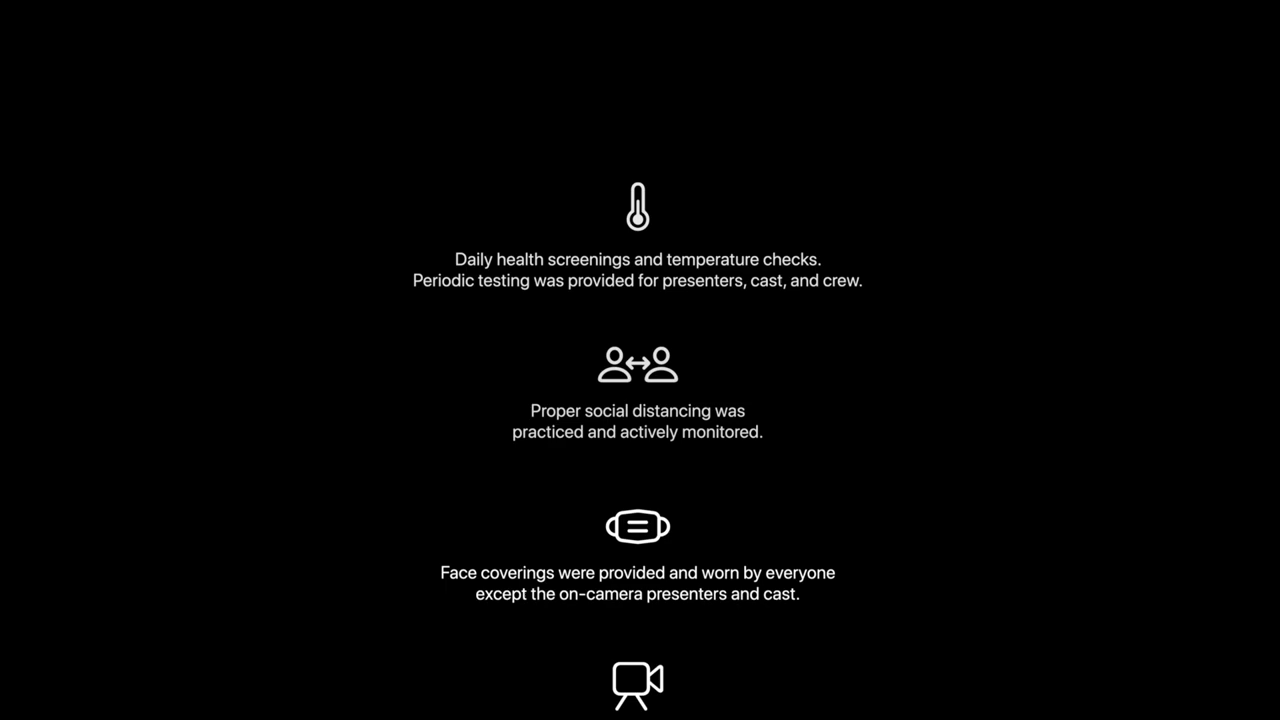 Daily health screenings and temperature checks.
Periodic testing was provided for presenters, cast, and crew.
Proper social distancing was
practiced and actively monitored.
Face coverings were provided and worn by everyone
except the on-camera presenters and cast.